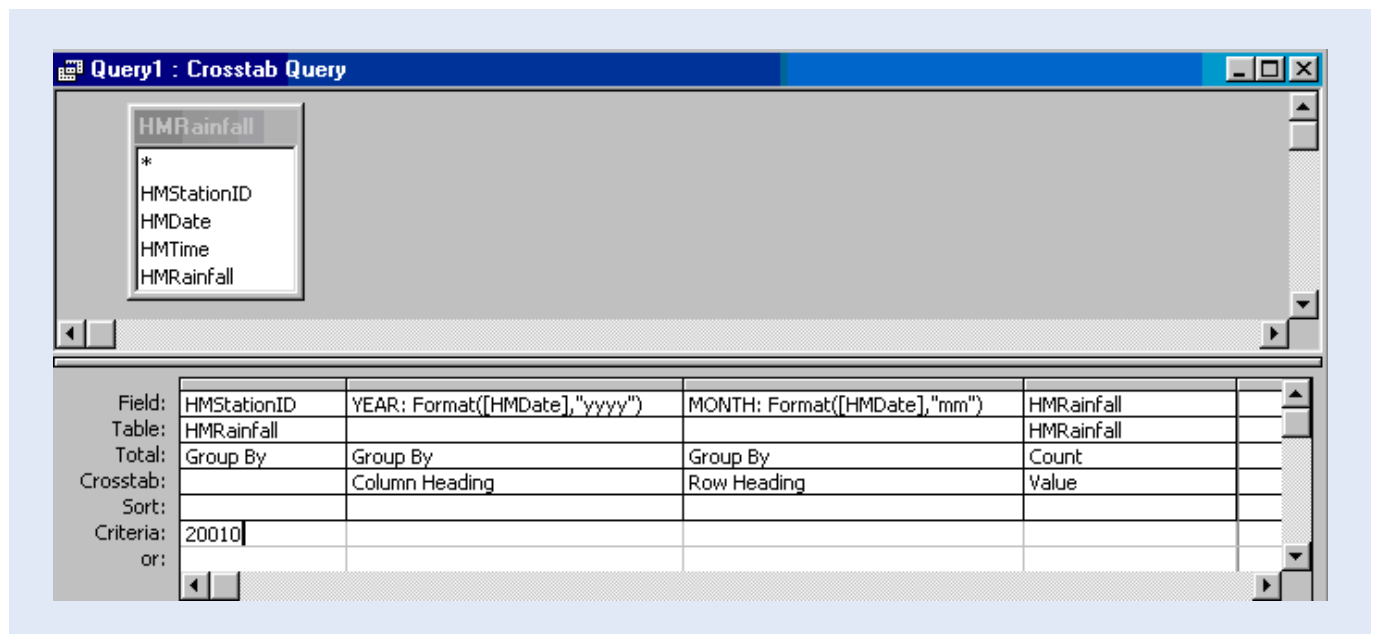 Query1 : Crosstab Query
HMRainfall
*
HMStationID
HMDate
HMTime
HMRainfall
Field: HMStationID YEAR: Format([HMDate],"yyyy") MONTH: Format([HMDate],"mm") HMRainfall
Table: HMRainfall HMRainfall
Total: Group By Group By Group By Count
Crosstab: Column Heading Row Heading Value
Sort:
Criteria: 20010
or: